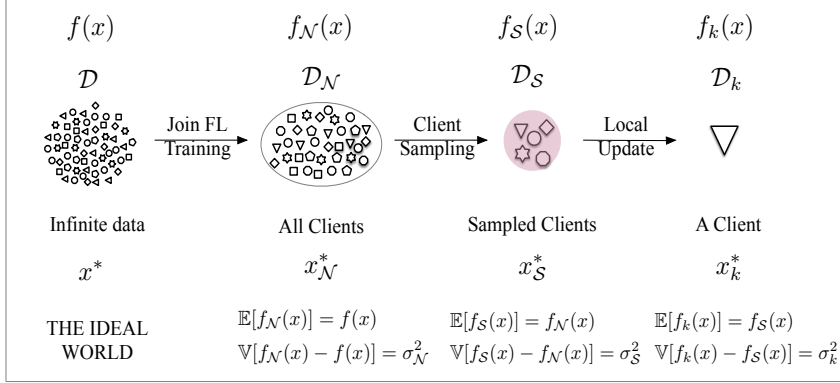 f(x) f_𝒩(x) f_𝒮(x) f_k(x)
𝒟 𝒟_𝒩 𝒟_𝒮 𝒟_k
Join FL Client Local
Training Sampling Update
Infinite data All Clients Sampled Clients A Client
x* x*_𝒩 x*_𝒮 x*_k
THE IDEAL 𝔼[f_𝒩(x)] = f(x) 𝔼[f_𝒮(x)] = f_𝒩(x) 𝔼[f_k(x)] = f_𝒮(x)
WORLD 𝕍[f_𝒩(x) − f(x)] = σ²_𝒩 𝕍[f_𝒮(x) − f_𝒩(x)] = σ²_𝒮 𝕍[f_k(x) − f_𝒮(x)] = σ²_k